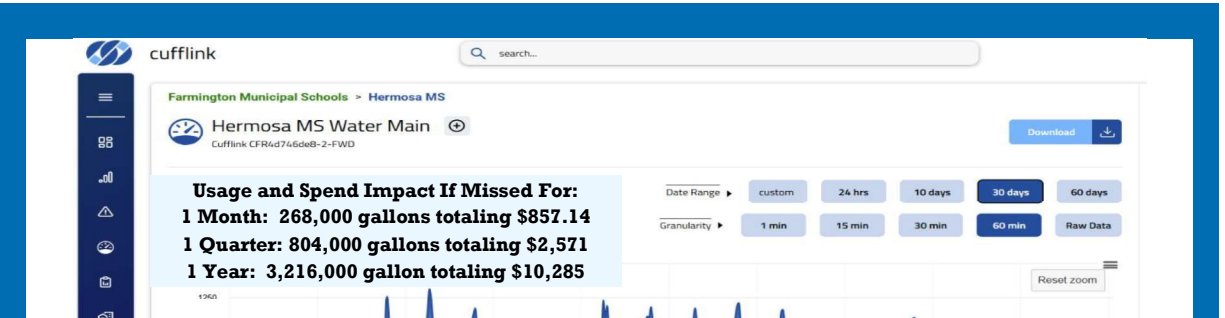 cufflink
search...
Farmington Municipal Schools > Hermosa MS
Hermosa MS Water Main
Cufflink CFR4d746de8-2-FWD
Download
Usage and Spend Impact If Missed For:
1 Month: 268,000 gallons totaling $857.14
1 Quarter: 804,000 gallons totaling $2,571
1 Year: 3,216,000 gallon totaling $10,285
Date Range custom 24 hrs 10 days 30 days 60 days
Granularity 1 min 15 min 30 min 60 min Raw Data
Reset zoom
1250